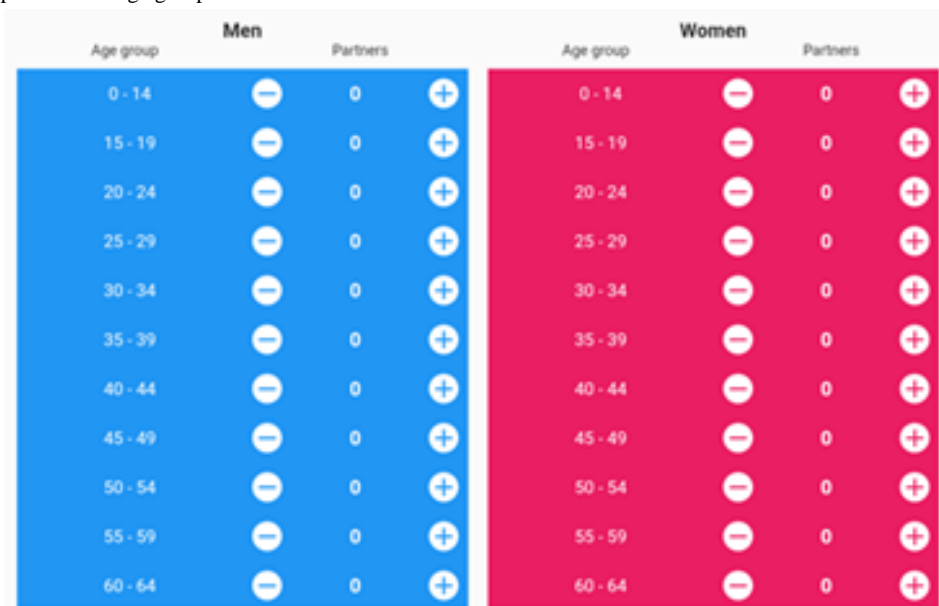 Men Women
Age group Partners Age group Partners
0 - 14 0 0 - 14 0
15 - 19 0 15 - 19 0
20 - 24 0 20 - 24 0
25 - 29 0 25 - 29 0
30 - 34 0 30 - 34 0
35 - 39 0 35 - 39 0
40 - 44 0 40 - 44 0
45 - 49 0 45 - 49 0
50 - 54 0 50 - 54 0
55 - 59 0 55 - 59 0
60 - 64 0 60 - 64 0